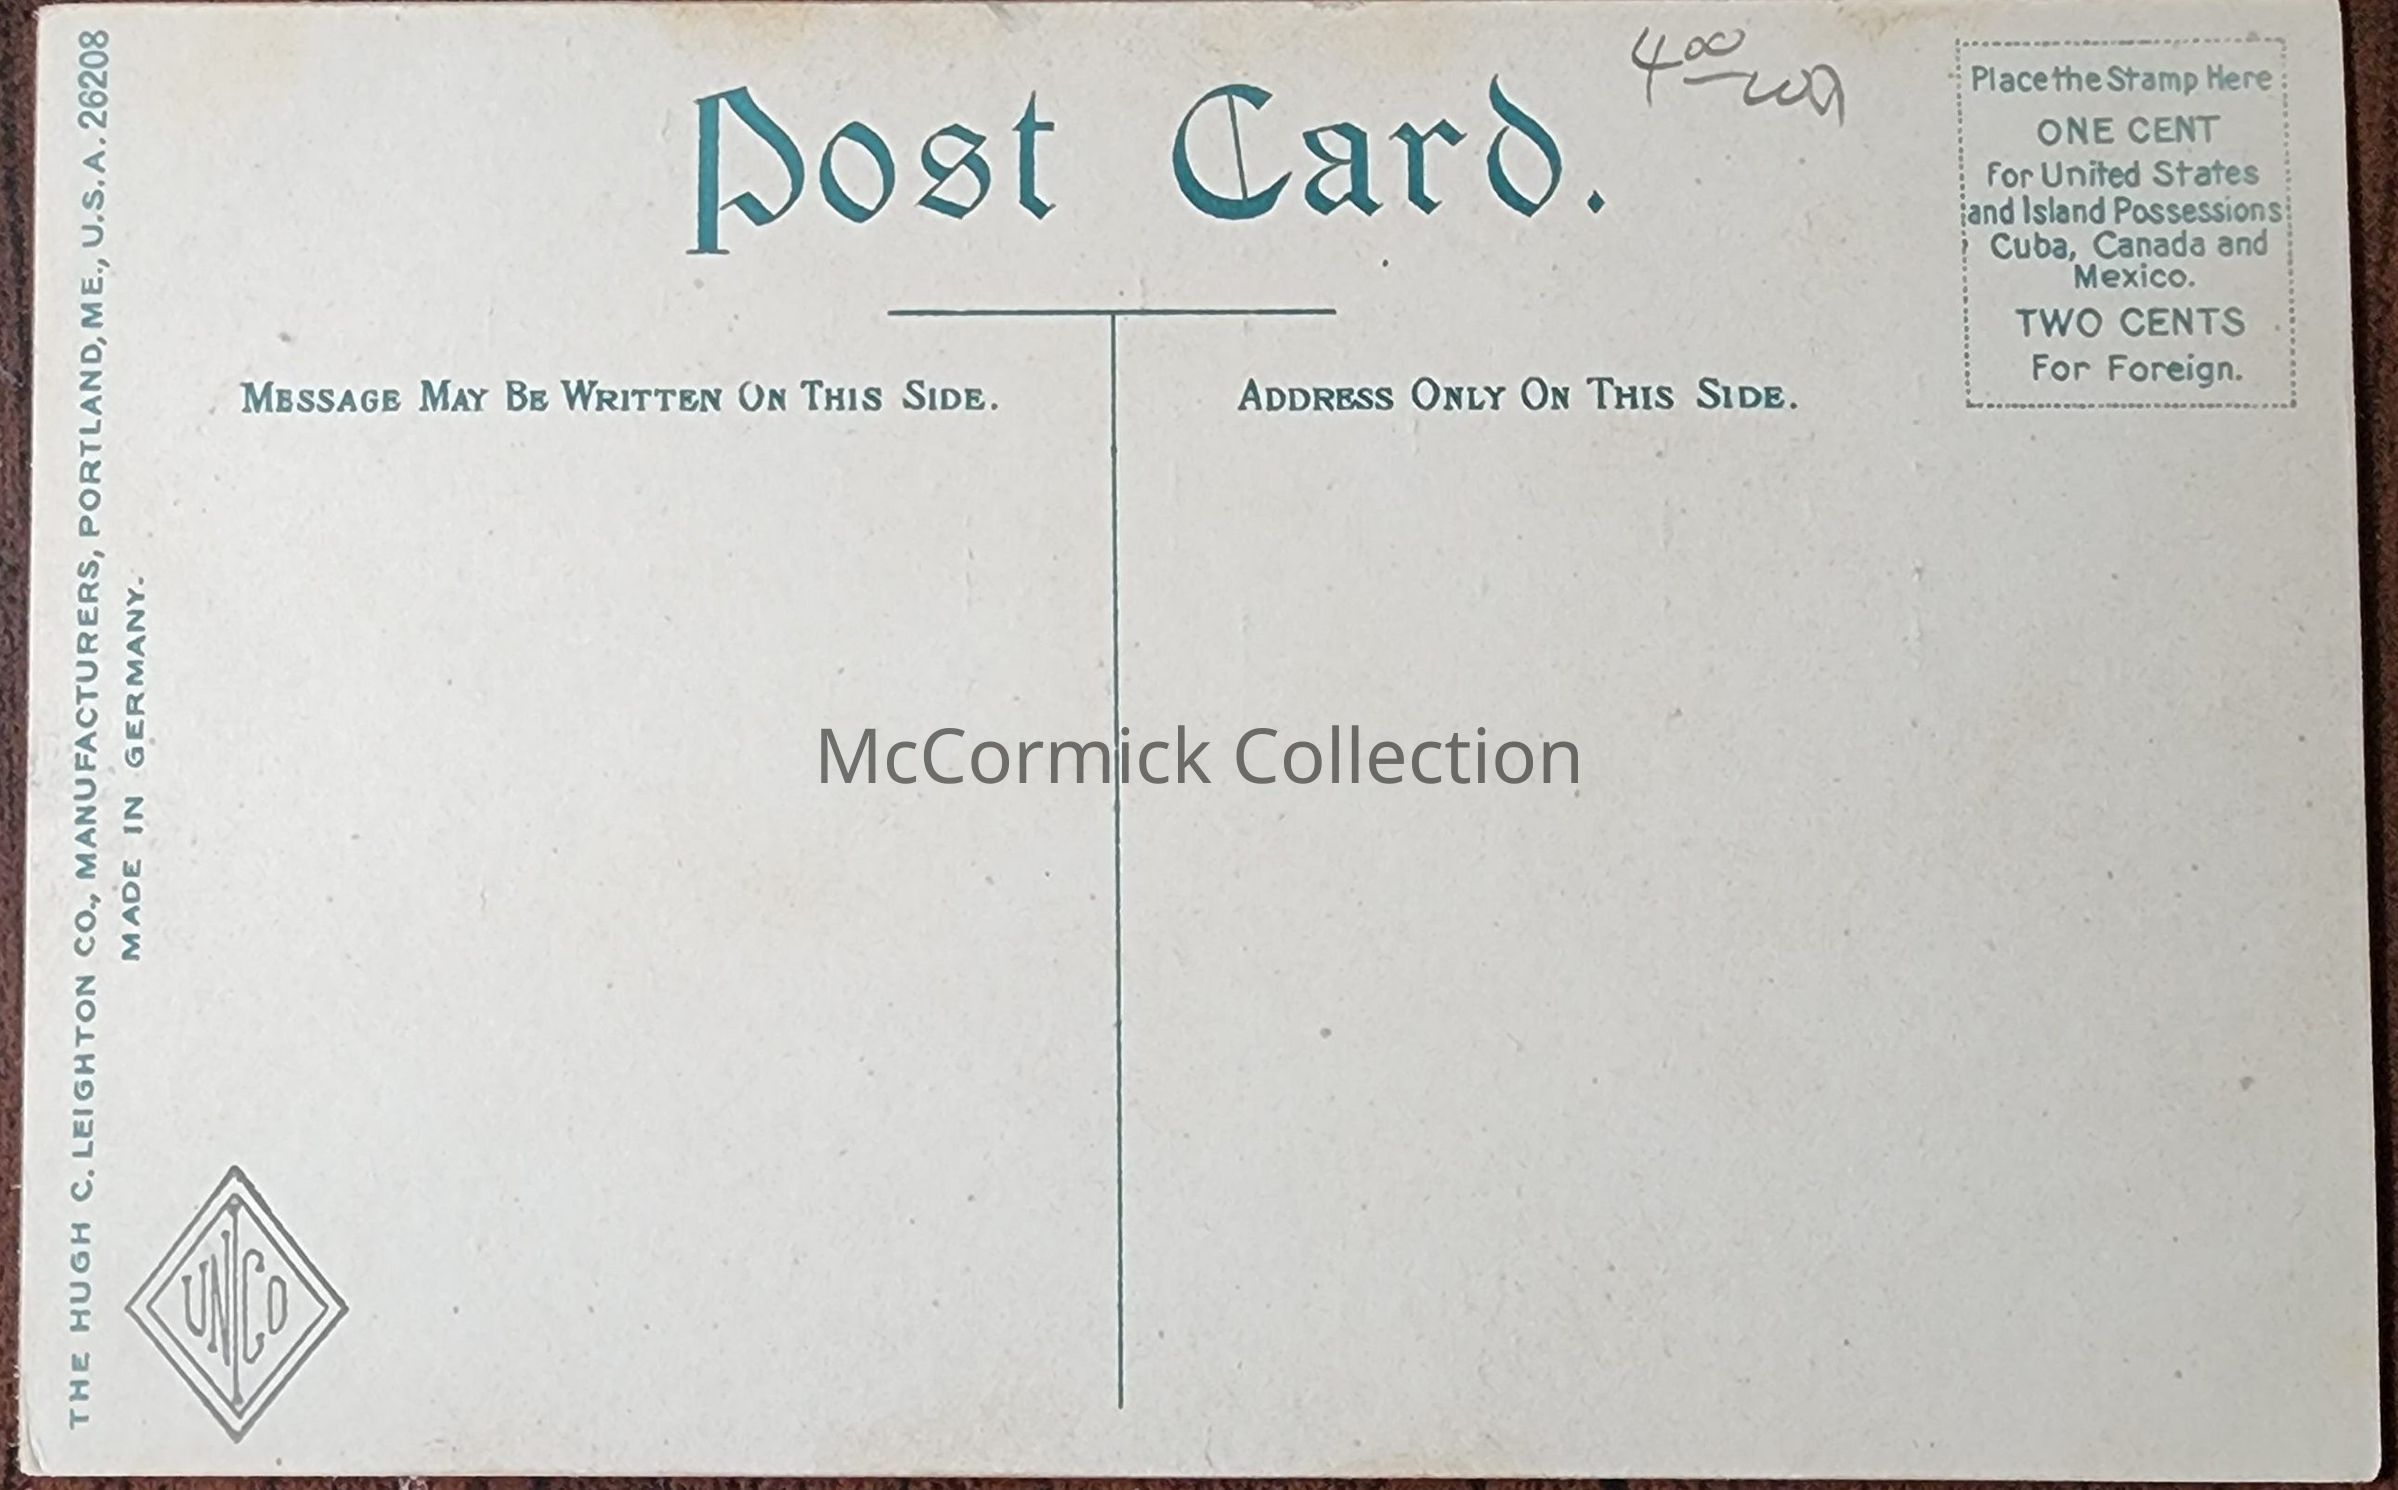 THE HUGH C. LEIGHTON CO., MANUFACTURERS, PORTLAND, ME., U.S.A. 26208
MADE IN GERMANY.
Post Card.
4 00
Place the Stamp Here
ONE CENT
For United States
and Island Possessions
Cuba, Canada and
Mexico.
TWO CENTS
For Foreign.
MESSAGE MAY BE WRITTEN ON THIS SIDE.
ADDRESS ONLY ON THIS SIDE.
McCormick Collection
UNCO